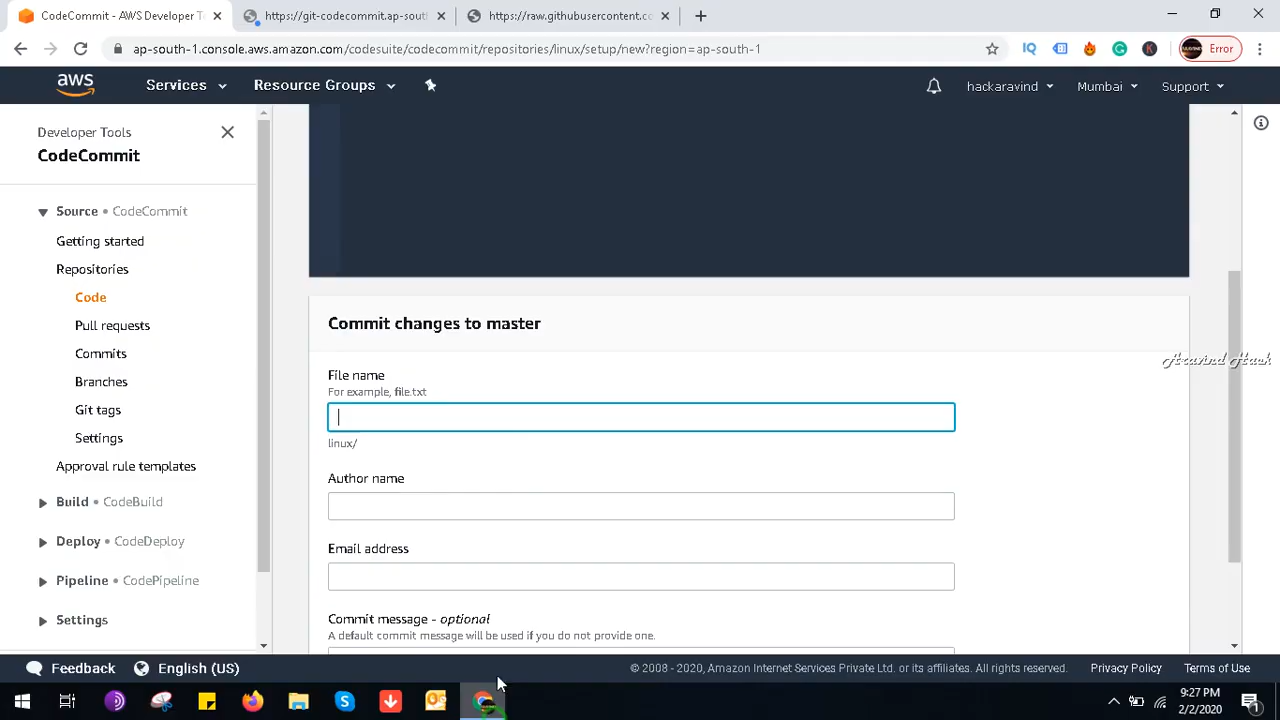 CodeCommit - AWS Developer T
https://git-codecommit.ap-south
https://raw.githubusercontent.cc
ap-south-1.console.aws.amazon.com/codesuite/codecommit/repositories/linux/setup/new?region=ap-south-1
IQ
K
Error
aws
Services
Resource Groups
hackaravind
Mumbai
Support
Developer Tools
CodeCommit
Source • CodeCommit
Getting started
Repositories
Code
Pull requests
Commits
Branches
Git tags
Settings
Approval rule templates
Build • CodeBuild
Deploy • CodeDeploy
Pipeline • CodePipeline
Settings
Commit changes to master
File name
For example, file.txt
linux/
Author name
Email address
Commit message - optional
A default commit message will be used if you do not provide one.
Aravind Hack
Feedback
English (US)
© 2008 - 2020, Amazon Internet Services Private Ltd. or its affiliates. All rights reserved.
Privacy Policy
Terms of Use
9:27 PM
2/2/2020
1